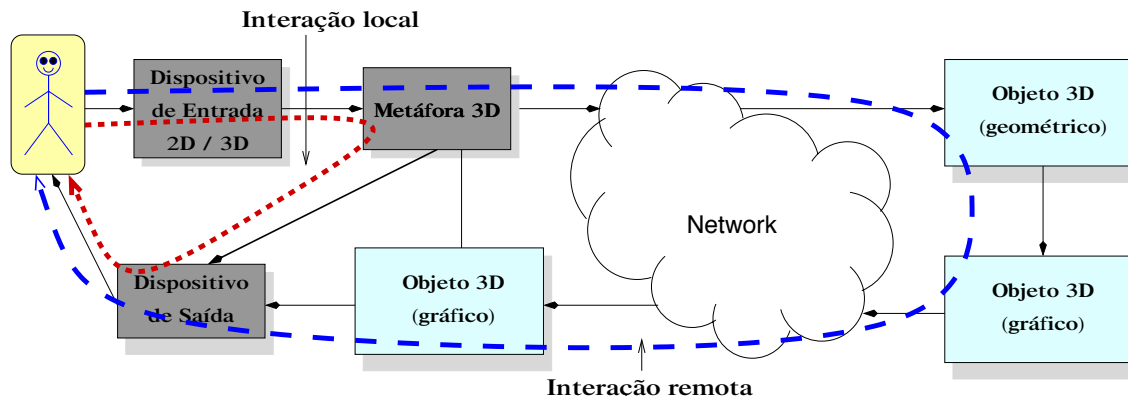 Interação local
Dispositivo
de Entrada
2D / 3D
Metáfora 3D
Objeto 3D
(geométrico)
Network
Dispositivo
de Saída
Objeto 3D
(gráfico)
Objeto 3D
(gráfico)
Interação remota